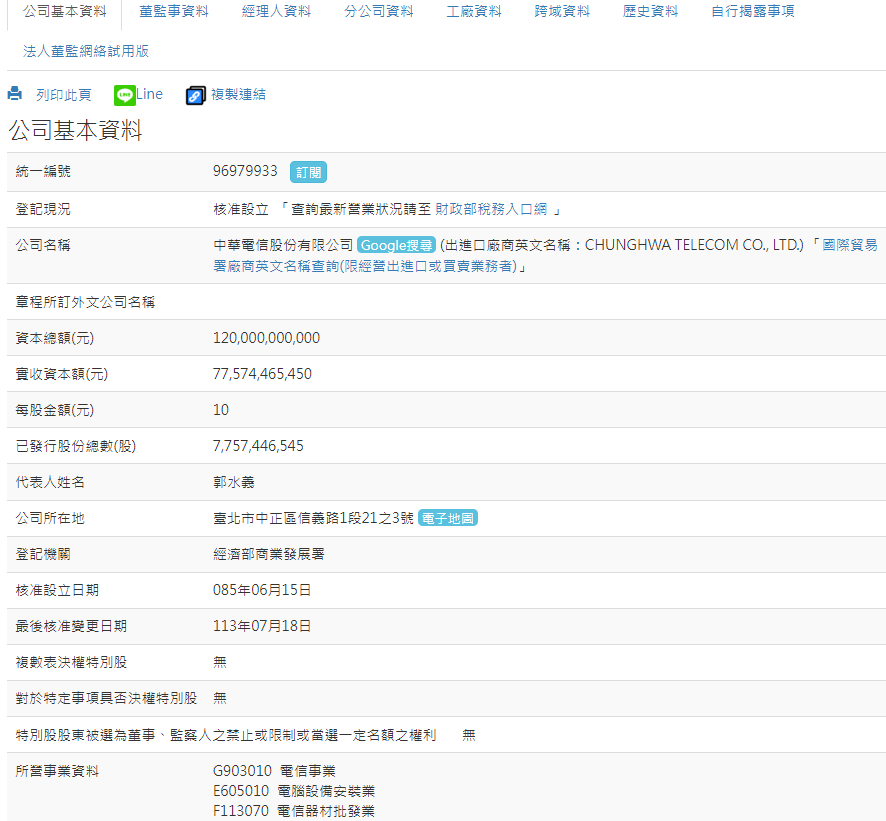 公司基本資料 董監事資料 經理人資料 分公司資料 工廠資料 跨域資料 歷史資料 自行揭露事項
法人董監網絡試用版
列印此頁 LINE Line 複製連結
公司基本資料
統一編號 96979933 訂閱
登記現況 核准設立 「查詢最新營業狀況請至 財政部稅務入口網 」
公司名稱 中華電信股份有限公司 Google搜尋 (出進口廠商英文名稱：CHUNGHWA TELECOM CO., LTD.) 「國際貿易
署廠商英文名稱查詢(限經營出進口或買賣業務者)」
章程所訂外文公司名稱
資本總額(元) 120,000,000,000
實收資本額(元) 77,574,465,450
每股金額(元) 10
已發行股份總數(股) 7,757,446,545
代表人姓名 郭水義
公司所在地 臺北市中正區信義路1段21之3號 電子地圖
登記機關 經濟部商業發展署
核准設立日期 085年06月15日
最後核准變更日期 113年07月18日
複數表決權特別股 無
對於特定事項具否決權特別股 無
特別股股東被選為董事、監察人之禁止或限制或當選一定名額之權利 無
所營事業資料 G903010 電信事業
E605010 電腦設備安裝業
F113070 電信器材批發業